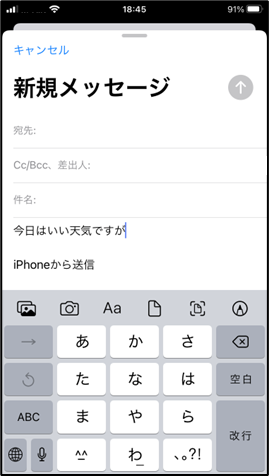 18:45
91%
キャンセル
新規メッセージ
宛先:
Cc/Bcc、差出人:
件名:
今日はいい天気ですが
iPhoneから送信
Aa
→ あ か さ
た な は 空白
ABC ま や ら 改行
^^ わ_ 、。?!